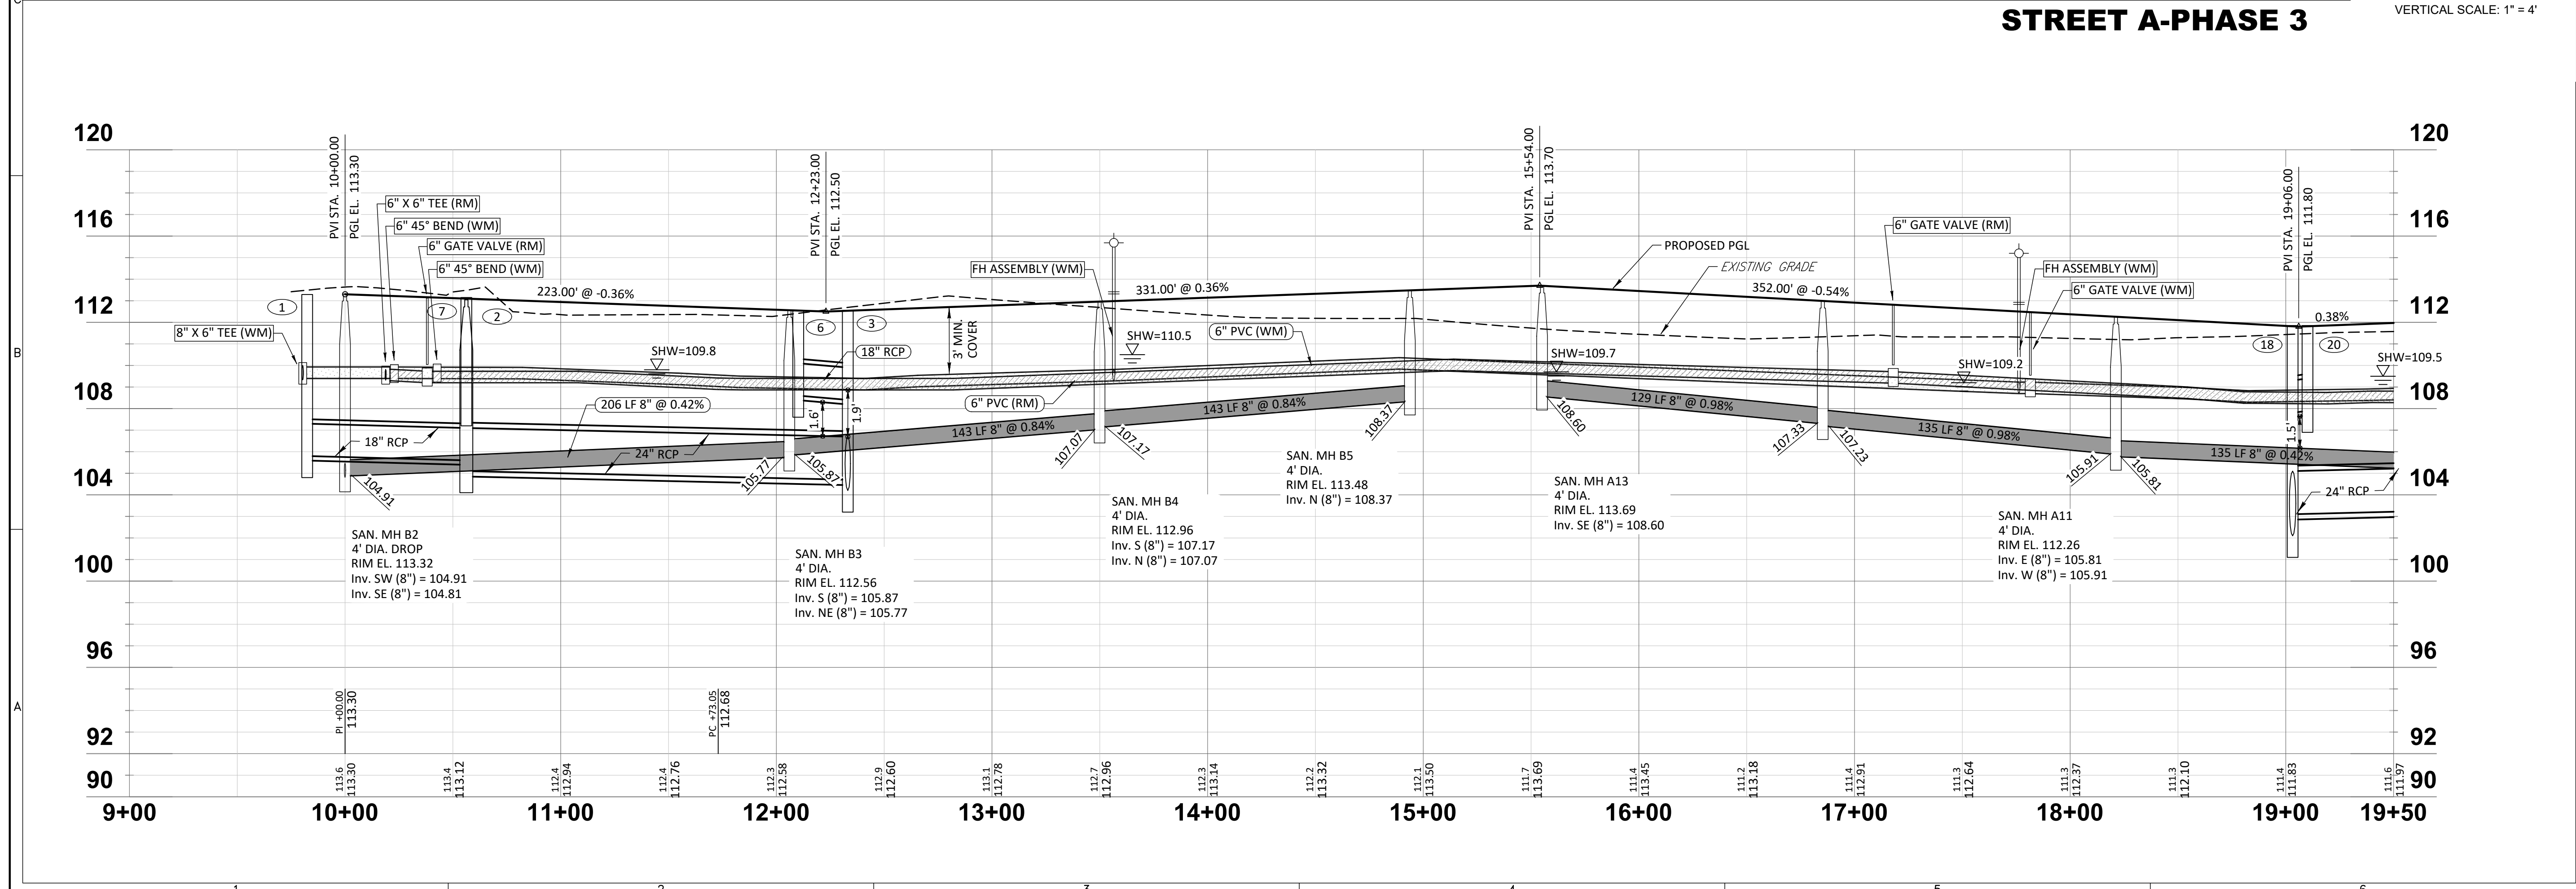 C
STREET A-PHASE 3
VERTICAL SCALE: 1" = 4'
120
116
112
108
104
100
96
92
90
B
A
120
116
112
108
104
100
96
92
90
PVI STA. 10+00.00
PGL EL. 113.30
PVI STA. 12+23.00
PGL EL. 112.50
PVI STA. 15+54.00
PGL EL. 113.70
PVI STA. 19+06.00
PGL EL. 111.80
6" X 6" TEE (RM)
6" 45° BEND (WM)
6" GATE VALVE (RM)
6" 45° BEND (WM)
8" X 6" TEE (WM)
1
7
2
6
3
18
20
223.00' @ -0.36%
331.00' @ 0.36%
352.00' @ -0.54%
0.38%
FH ASSEMBLY (WM)
PROPOSED PGL
EXISTING GRADE
6" GATE VALVE (RM)
FH ASSEMBLY (WM)
6" GATE VALVE (WM)
SHW=109.8
SHW=110.5
SHW=109.7
SHW=109.2
SHW=109.5
3' MIN.
COVER
18" RCP
6" PVC (WM)
6" PVC (RM)
206 LF 8" @ 0.42%
18" RCP
24" RCP
1.6'
1.9'
1.5'
143 LF 8" @ 0.84%
143 LF 8" @ 0.84%
129 LF 8" @ 0.98%
135 LF 8" @ 0.98%
135 LF 8" @ 0.42%
24" RCP
104.91
105.77
105.87
107.07
107.17
108.37
108.60
107.33
107.23
105.91
105.81
SAN. MH B2
4' DIA. DROP
RIM EL. 113.32
Inv. SW (8") = 104.91
Inv. SE (8") = 104.81
SAN. MH B3
4' DIA.
RIM EL. 112.56
Inv. S (8") = 105.87
Inv. NE (8") = 105.77
SAN. MH B4
4' DIA.
RIM EL. 112.96
Inv. S (8") = 107.17
Inv. N (8") = 107.07
SAN. MH B5
4' DIA.
RIM EL. 113.48
Inv. N (8") = 108.37
SAN. MH A13
4' DIA.
RIM EL. 113.69
Inv. SE (8") = 108.60
SAN. MH A11
4' DIA.
RIM EL. 112.26
Inv. E (8") = 105.81
Inv. W (8") = 105.91
PI +00.00
113.30
PC +73.05
112.68
113.6
113.30
113.4
113.12
112.4
112.94
112.4
112.76
112.3
112.58
112.9
112.60
113.1
112.78
112.7
112.96
112.3
113.14
112.2
113.32
112.1
113.50
111.7
113.69
111.4
113.45
111.2
113.18
111.4
112.91
111.3
112.64
111.3
112.37
111.3
112.10
111.4
111.83
111.6
111.97
9+00
10+00
11+00
12+00
13+00
14+00
15+00
16+00
17+00
18+00
19+00
19+50
1
2
3
4
5
6